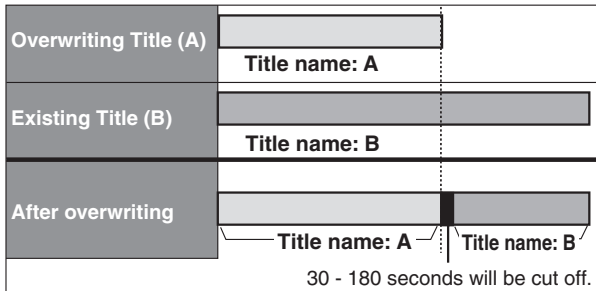 Overwriting Title (A)
Title name: A
Existing Title (B)
Title name: B
After overwriting
Title name: A Title name: B
30 - 180 seconds will be cut off.